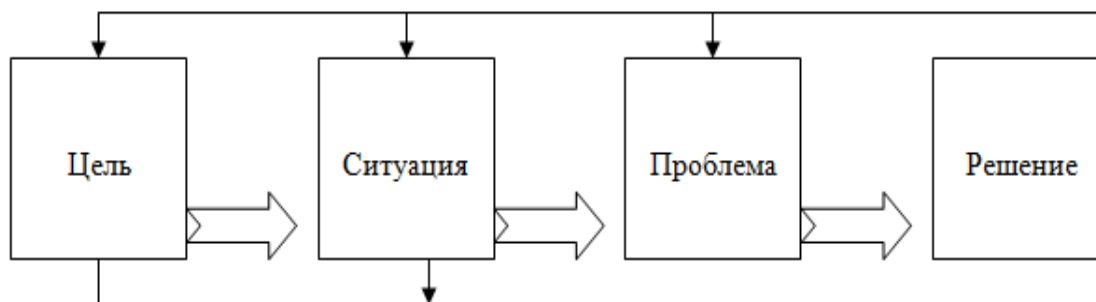 Цель
Ситуация
Проблема
Решение